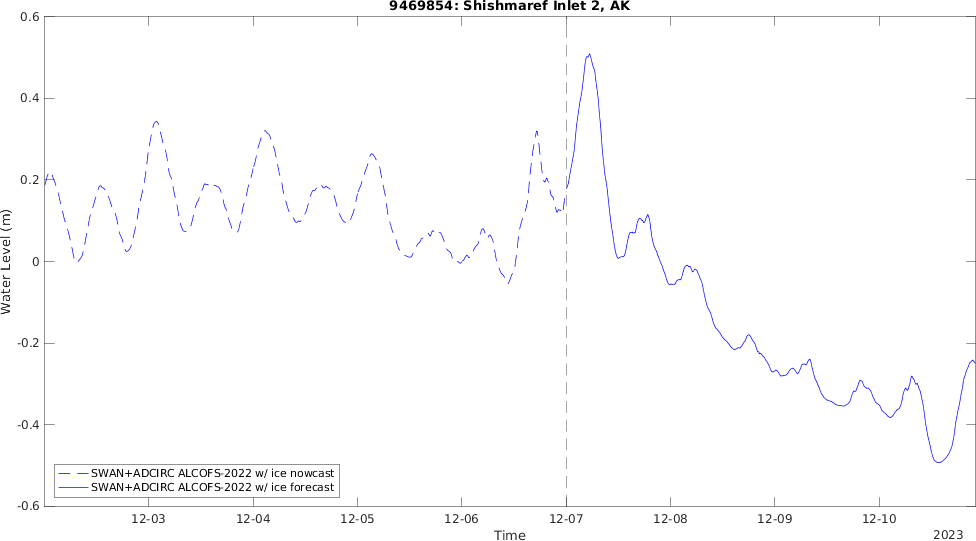 9469854: Shishmaref Inlet 2, AK
0.6
0.4
0.2
0
-0.2
-0.4
-0.6
Water Level (m)
SWAN+ADCIRC ALCOFS-2022 w/ ice nowcast
SWAN+ADCIRC ALCOFS-2022 w/ ice forecast
12-03 12-04 12-05 12-06 12-07 12-08 12-09 12-10
Time
2023